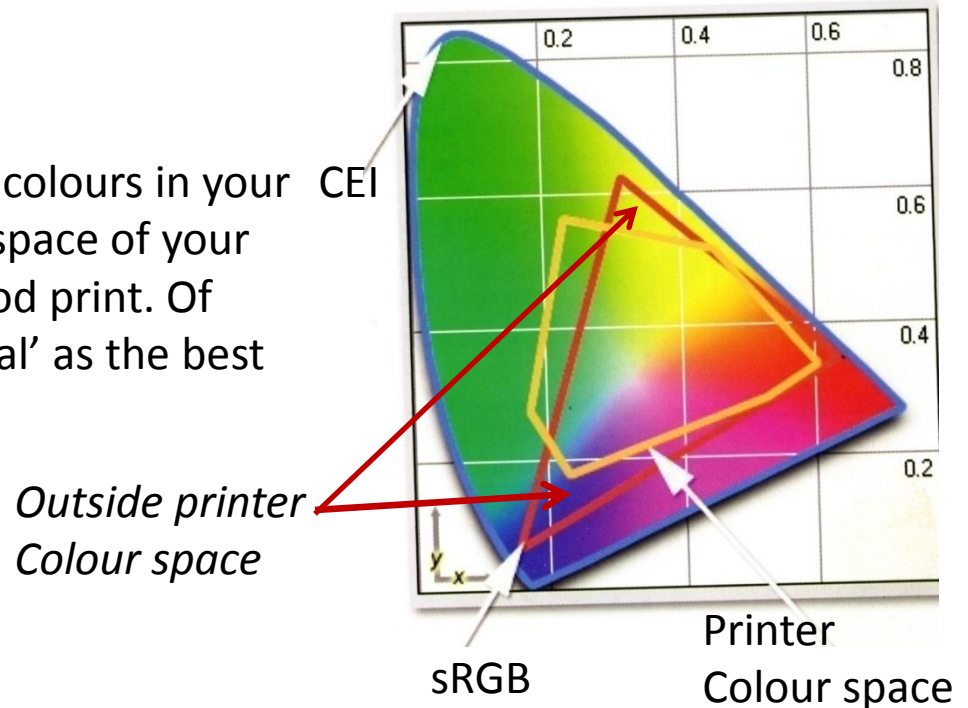 colours in your
space of your
od print. Of
al’ as the best
CEI
Outside printer
Colour space
0.2 0.4 0.6
0.8
0.6
0.4
0.2
y
x
sRGB
Printer
Colour space